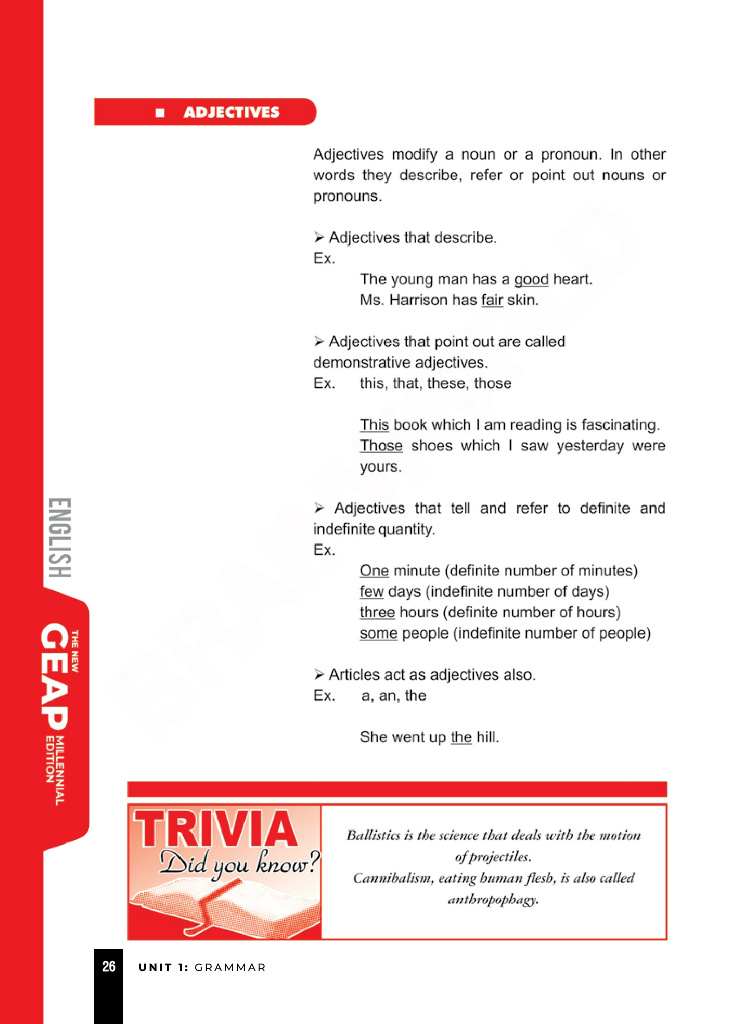 ■ ADJECTIVES
Adjectives modify a noun or a pronoun. In other
words they describe, refer or point out nouns or
pronouns.
➢ Adjectives that describe.
Ex.
The young man has a good heart.
Ms. Harrison has fair skin.
➢ Adjectives that point out are called
demonstrative adjectives.
Ex. this, that, these, those
This book which I am reading is fascinating.
Those shoes which I saw yesterday were
yours.
➢ Adjectives that tell and refer to definite and
indefinite quantity.
Ex.
One minute (definite number of minutes)
few days (indefinite number of days)
three hours (definite number of hours)
some people (indefinite number of people)
➢ Articles act as adjectives also.
Ex. a, an, the
She went up the hill.
ENGLISH
THE NEW
GEAP
MILLENNIAL
EDITION
TRIVIA
Did you know?
Ballistics is the science that deals with the motion
of projectiles.
Cannibalism, eating human flesh, is also called
anthropophagy.
26 UNIT 1: GRAMMAR